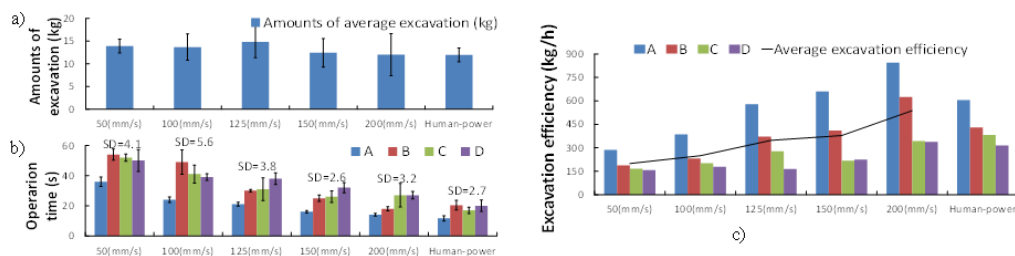 a)
Amounts of average excavation (kg)
Amounts of
excavation (kg)
20
15
10
5
0
50(mm/s) 100(mm/s) 125(mm/s) 150(mm/s) 200(mm/s) Human-power
b)
Operarion
time (s)
60
40
20
0
A B C D
SD=4.1 SD=5.6 SD=3.8 SD=2.6 SD=3.2 SD=2.7
50(mm/s) 100(mm/s) 125(mm/s) 150(mm/s) 200(mm/s) Human-power
Excavation efficiency (kg/h)
A B C D Average excavation efficiency
900
750
600
450
300
150
0
50(mm/s) 100(mm/s) 125(mm/s) 150(mm/s) 200(mm/s) Human-power
c)